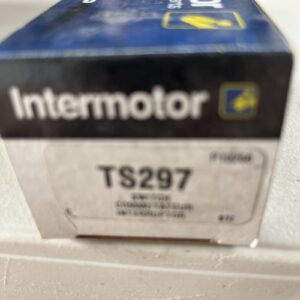 Intermotor
TS297
SWITCH
COMMUTATEUR
INTERRUPTOR